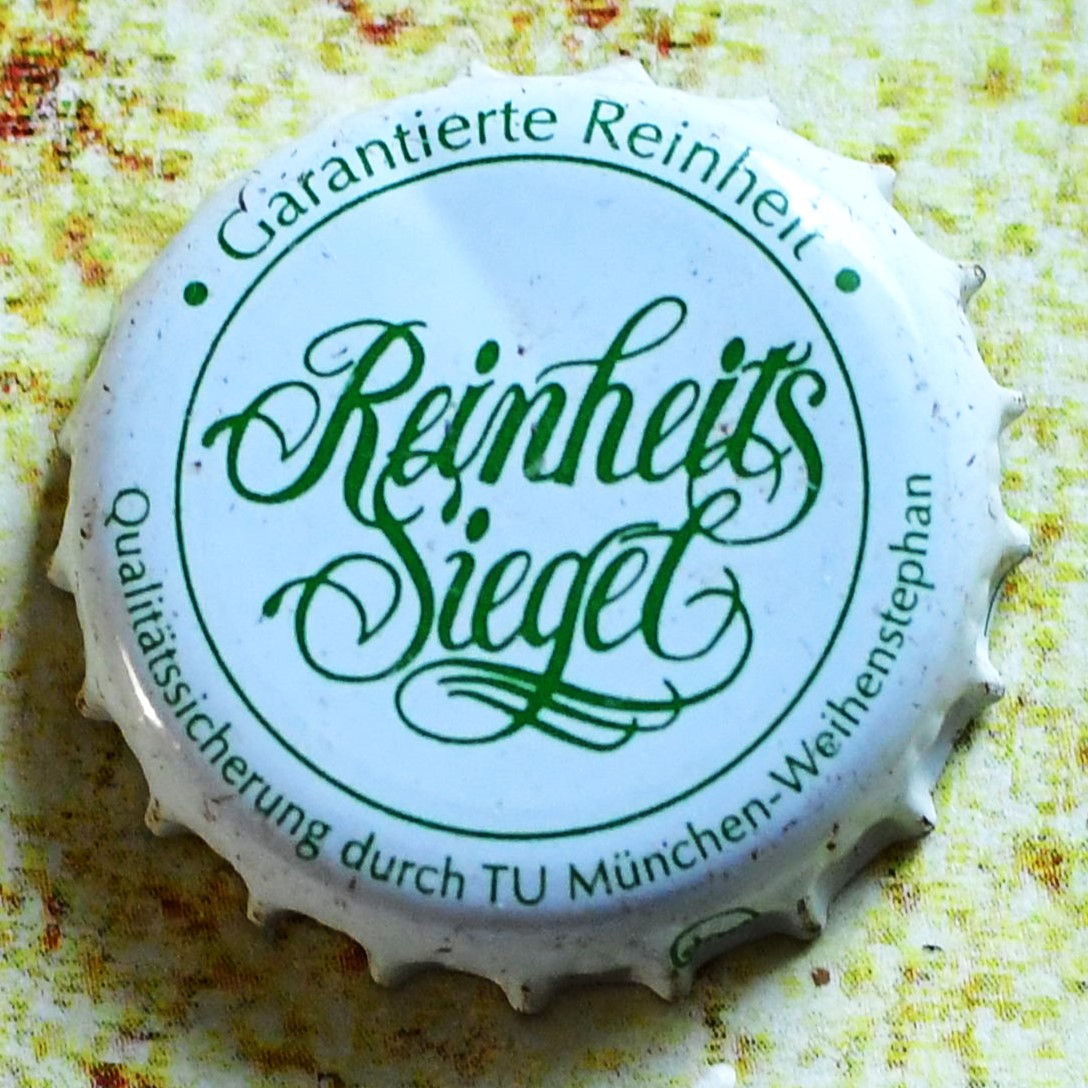 • Garantierte Reinheit •
Reinheits
Siegel
Qualitätssicherung durch TU München-Weihenstephan